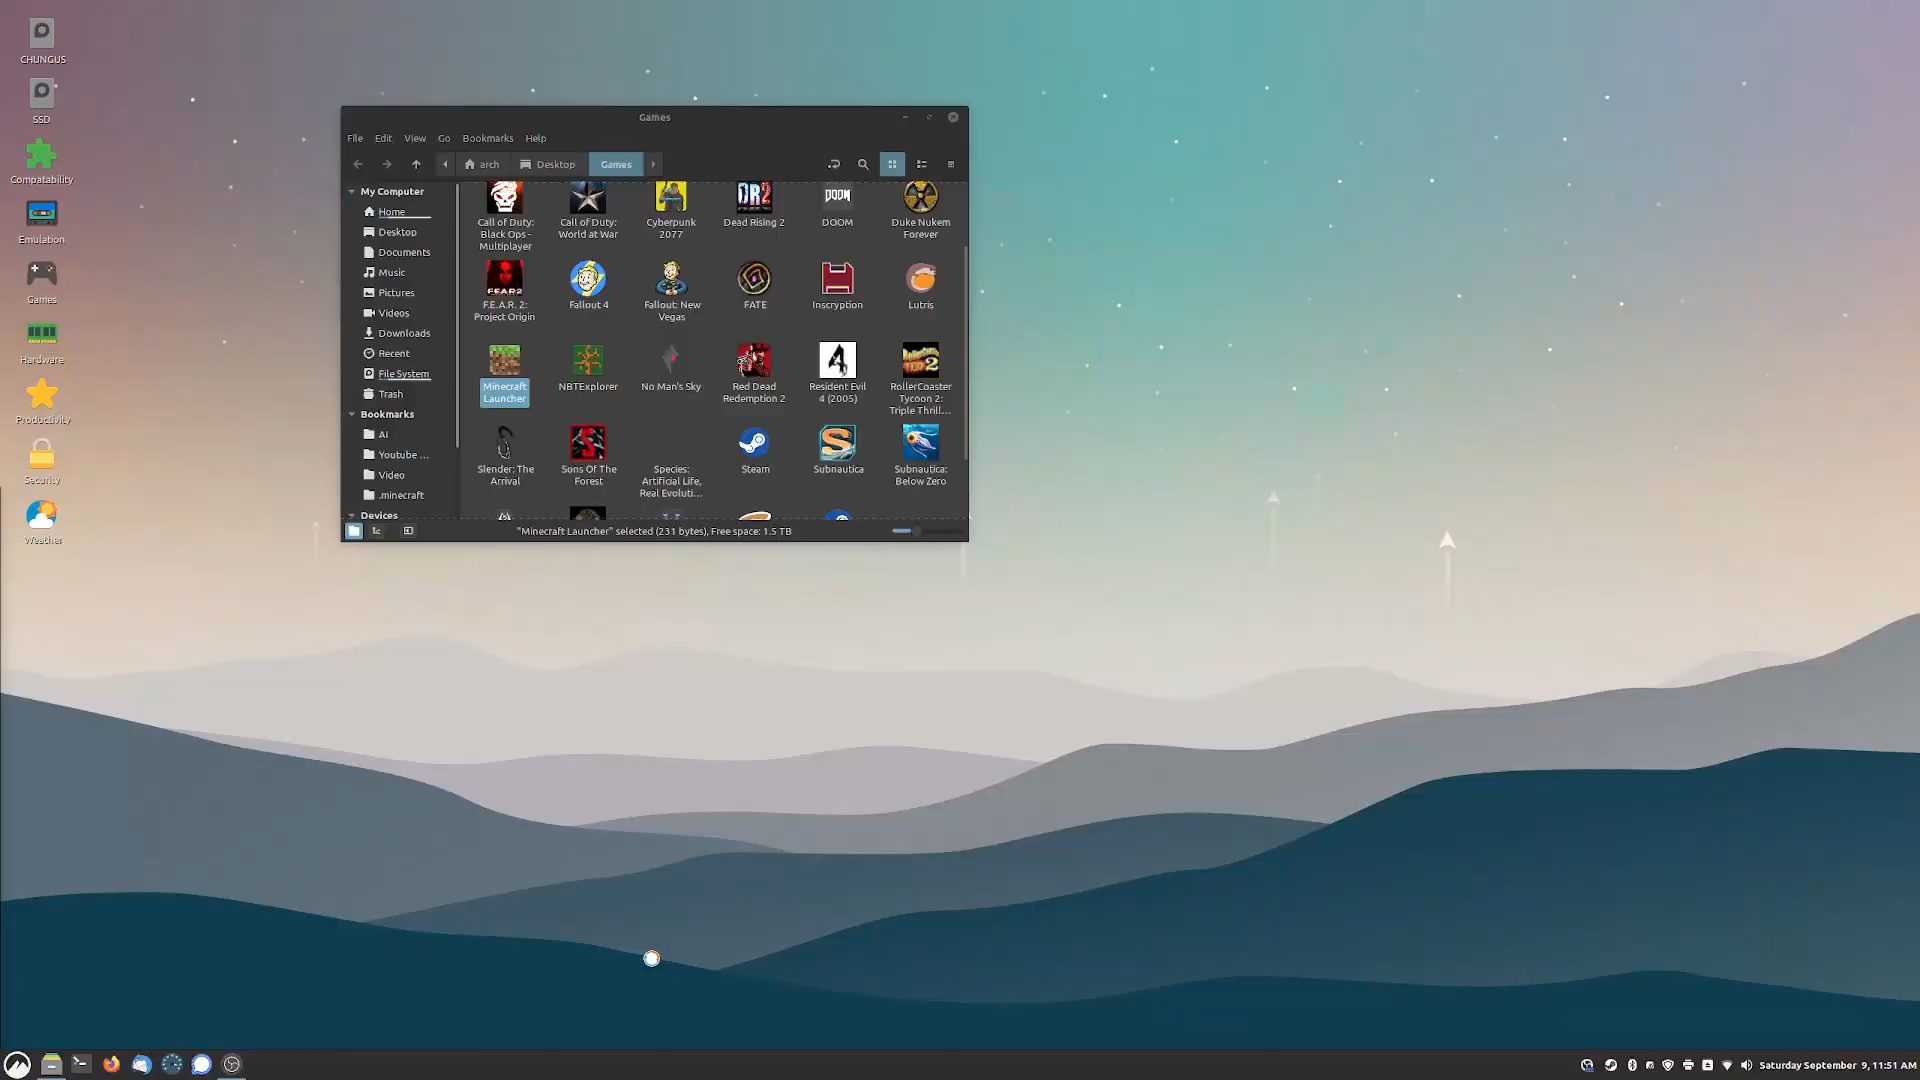 CHUNGUS
SSD
Compatability
Emulation
Games
Hardware
Productivity
Security
Weather
Games
File Edit View Go Bookmarks Help
arch Desktop Games
My Computer
Home
Desktop
Documents
Music
Pictures
Videos
Downloads
Recent
File System
Trash
Bookmarks
AI
Youtube ...
Video
.minecraft
Devices
Call of Duty:
Black Ops -
Multiplayer
Call of Duty:
World at War
Cyberpunk
2077
DR2
Dead Rising 2
DOOM
DOOM
Duke Nukem
Forever
F.E.A.R. 2:
Project Origin
Fallout 4
Fallout: New
Vegas
FATE
Inscryption
Lutris
Minecraft
Launcher
NBTExplorer
No Man's Sky
Red Dead
Redemption 2
4
Resident Evil
4 (2005)
RollerCoaster
Tycoon 2:
Triple Thrill...
Slender: The
Arrival
Sons Of The
Forest
Species:
Artificial Life,
Real Evoluti...
Steam
Subnautica
Subnautica:
Below Zero
"Minecraft Launcher" selected (231 bytes), Free space: 1.5 TB
Saturday September 9, 11:51 AM